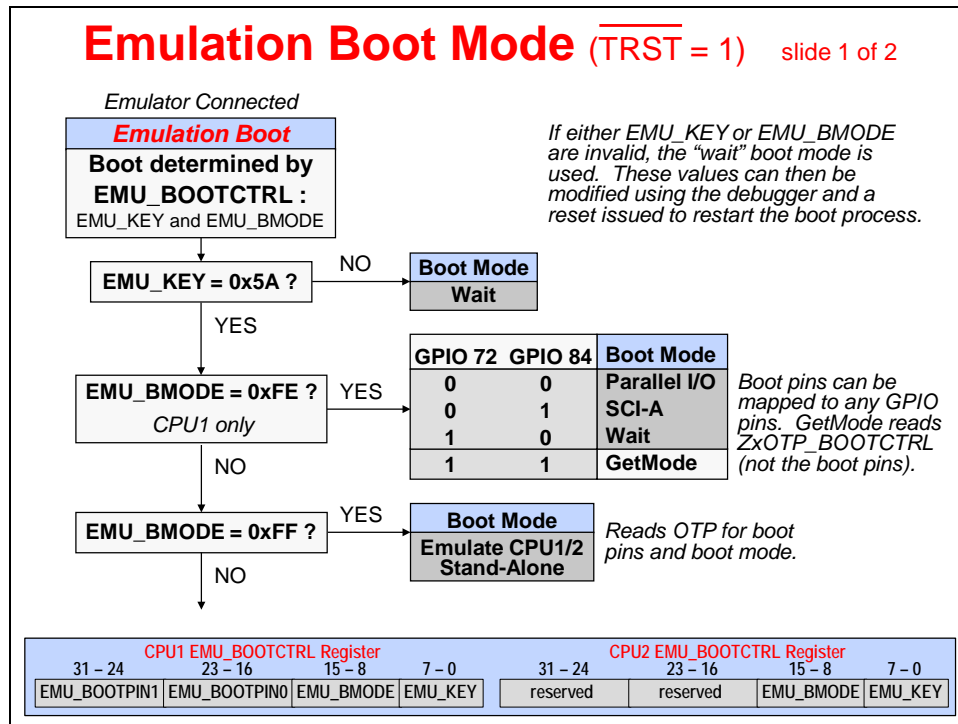 Emulation Boot Mode (TRST = 1) slide 1 of 2
Emulator Connected
Emulation Boot
Boot determined by
EMU_BOOTCTRL :
EMU_KEY and EMU_BMODE
If either EMU_KEY or EMU_BMODE
are invalid, the “wait” boot mode is
used. These values can then be
modified using the debugger and a
reset issued to restart the boot process.
EMU_KEY = 0x5A ?
NO
Boot Mode
Wait
YES
EMU_BMODE = 0xFE ?
CPU1 only
YES
GPIO 72 GPIO 84 Boot Mode
0 0 Parallel I/O
0 1 SCI-A
1 0 Wait
1 1 GetMode
Boot pins can be
mapped to any GPIO
pins. GetMode reads
ZxOTP_BOOTCTRL
(not the boot pins).
NO
EMU_BMODE = 0xFF ?
YES
Boot Mode
Emulate CPU1/2
Stand-Alone
Reads OTP for boot
pins and boot mode.
NO
CPU1 EMU_BOOTCTRL Register
31 – 24 23 – 16 15 – 8 7 – 0
EMU_BOOTPIN1 EMU_BOOTPIN0 EMU_BMODE EMU_KEY
CPU2 EMU_BOOTCTRL Register
31 – 24 23 – 16 15 – 8 7 – 0
reserved reserved EMU_BMODE EMU_KEY